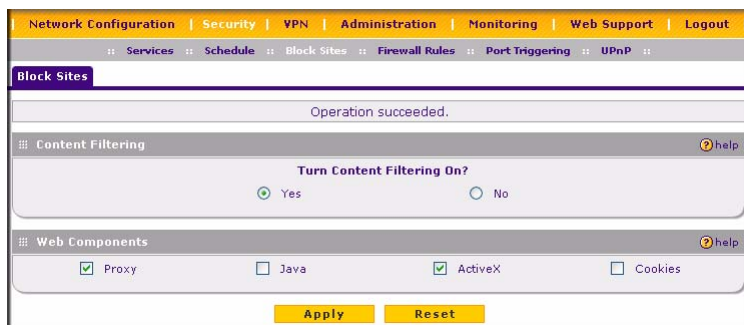 Network Configuration | Security | VPN | Administration | Monitoring | Web Support | Logout
:: Services :: Schedule :: Block Sites :: Firewall Rules :: Port Triggering :: UPnP ::
Block Sites
Operation succeeded.
Content Filtering help
Turn Content Filtering On?
Yes No
Web Components help
Proxy Java ActiveX Cookies
Apply Reset